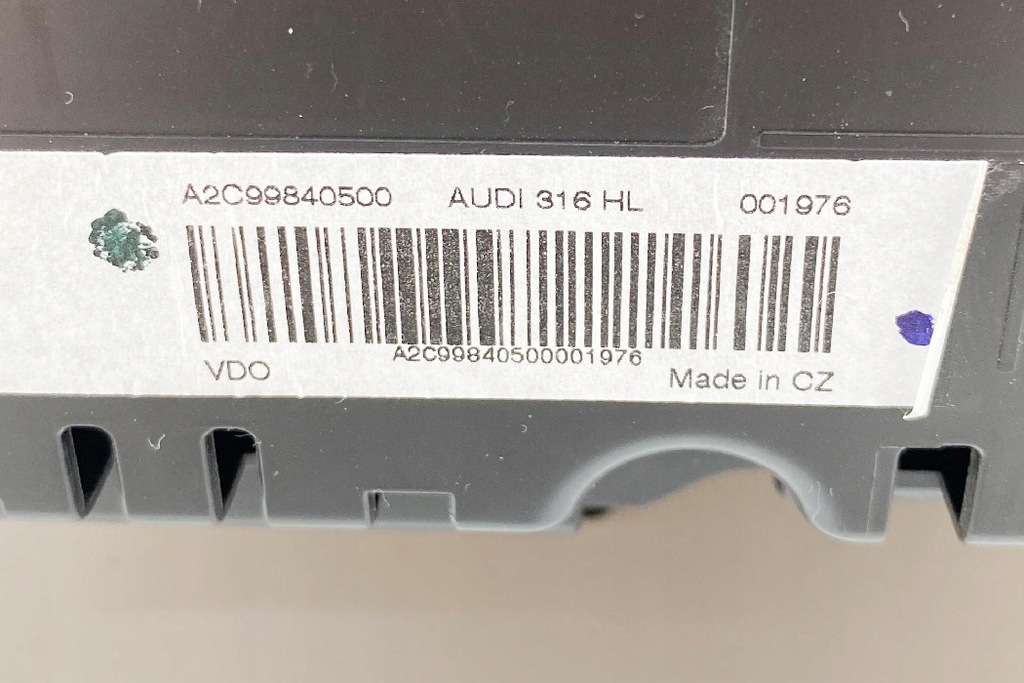 A2C99840500 AUDI 316 HL 001976
A2C99840500001976
VDO Made in CZ